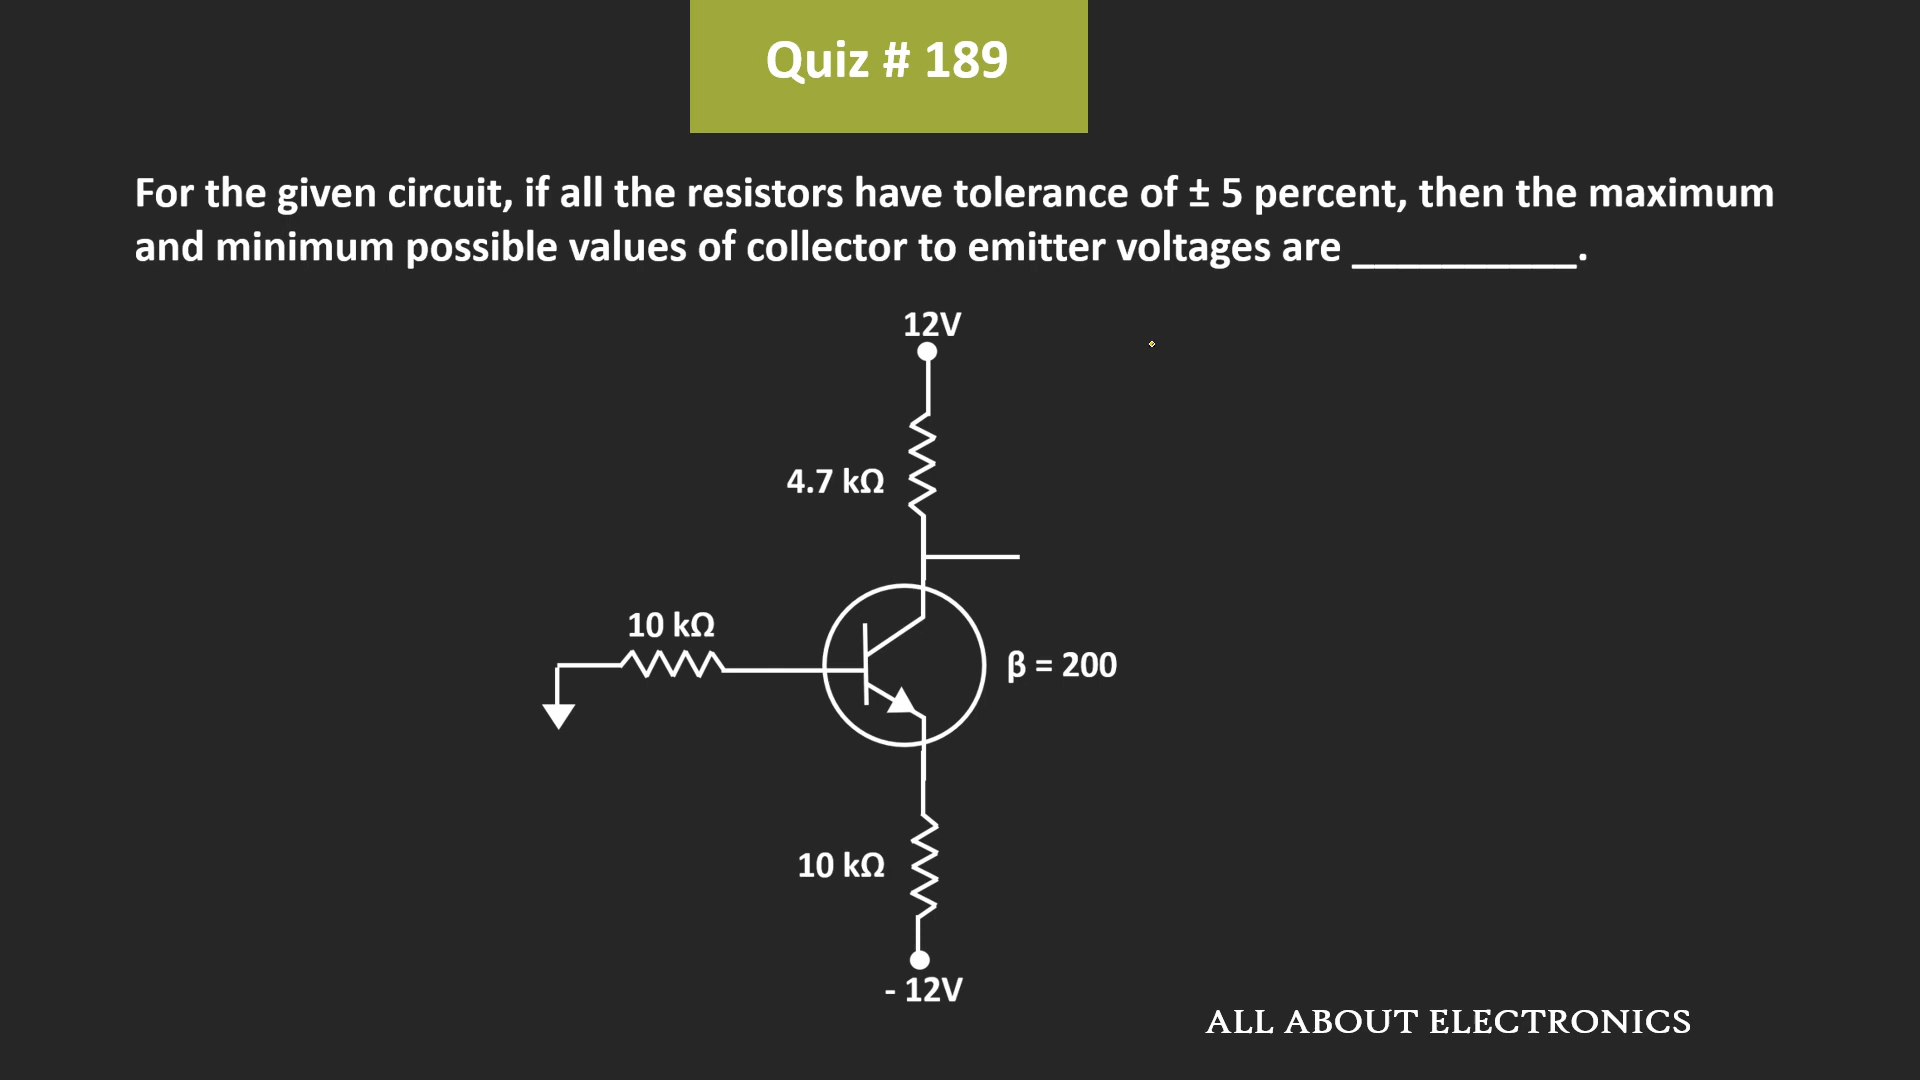 Quiz # 189
For the given circuit, if all the resistors have tolerance of ± 5 percent, then the maximum
and minimum possible values of collector to emitter voltages are __________.
12V
4.7 kΩ
10 kΩ
β = 200
10 kΩ
- 12V
ALL ABOUT ELECTRONICS